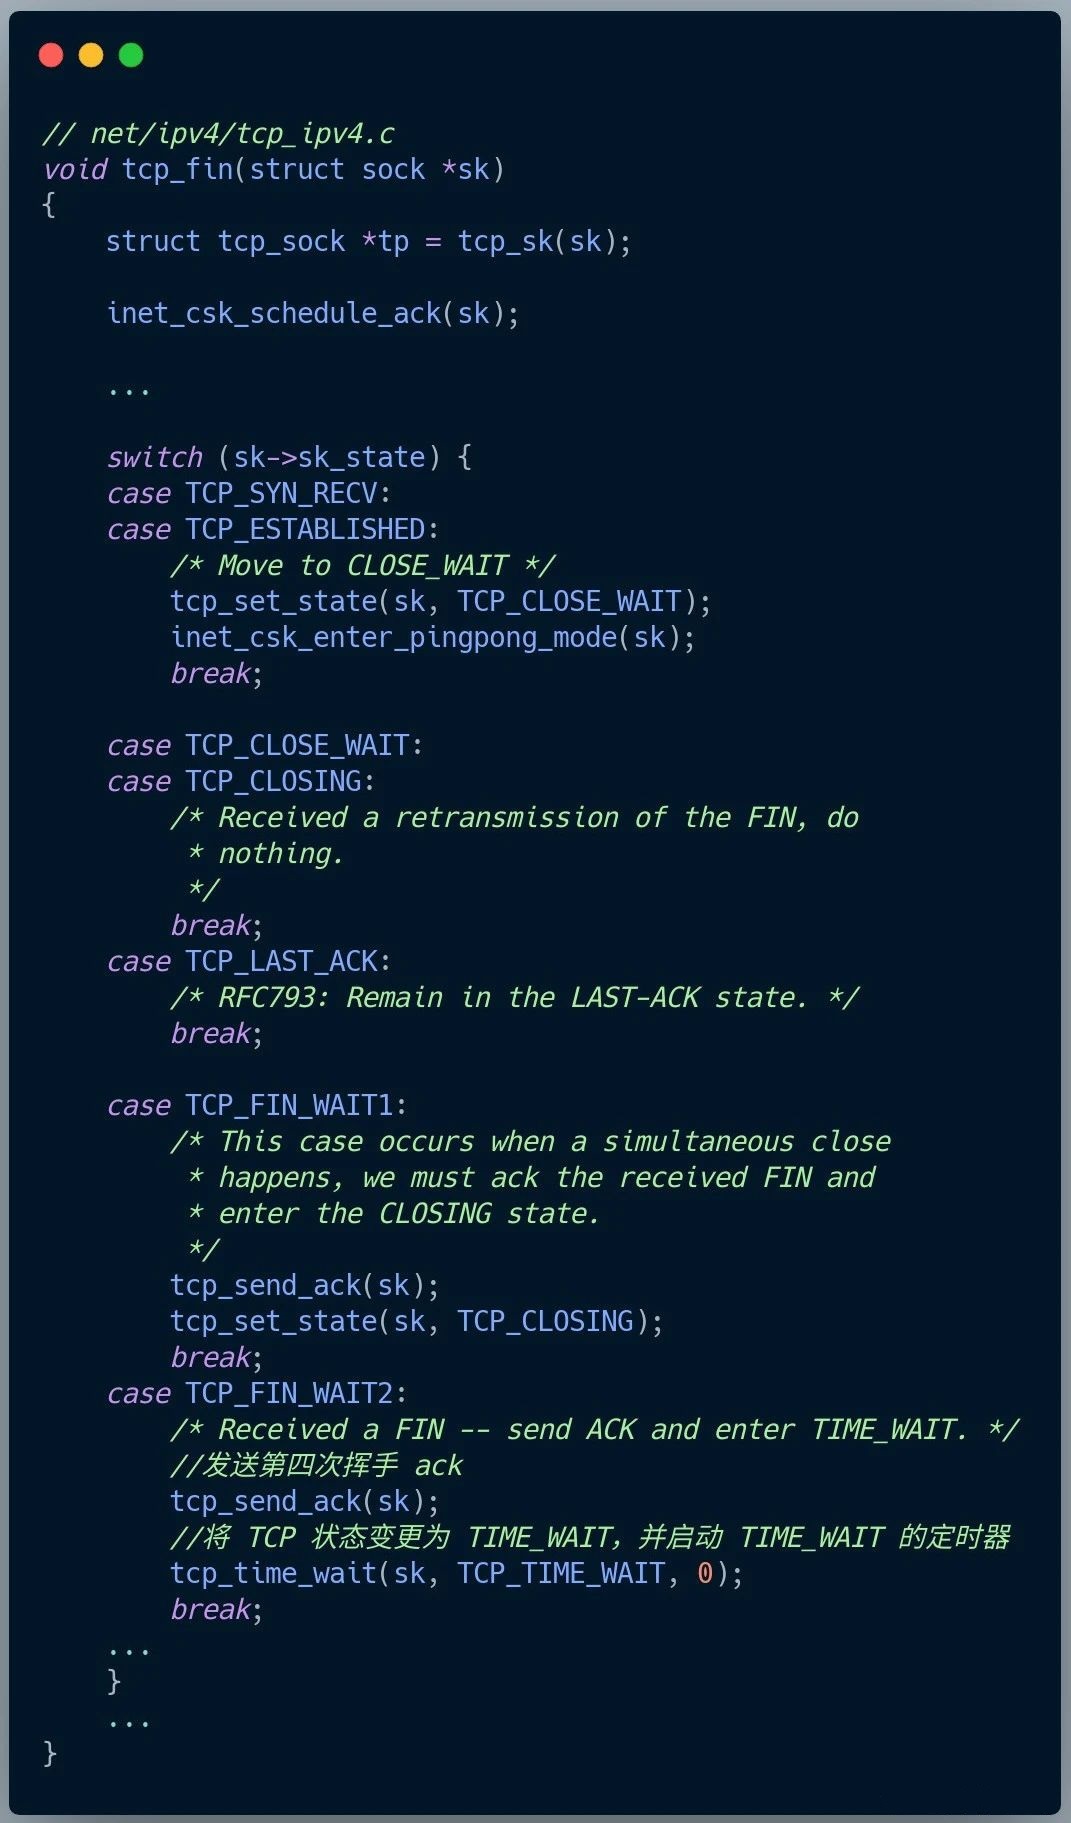 // net/ipv4/tcp_ipv4.c
void tcp_fin(struct sock *sk)
{
    struct tcp_sock *tp = tcp_sk(sk);

    inet_csk_schedule_ack(sk);

    ...

    switch (sk->sk_state) {
    case TCP_SYN_RECV:
    case TCP_ESTABLISHED:
        /* Move to CLOSE_WAIT */
        tcp_set_state(sk, TCP_CLOSE_WAIT);
        inet_csk_enter_pingpong_mode(sk);
        break;

    case TCP_CLOSE_WAIT:
    case TCP_CLOSING:
        /* Received a retransmission of the FIN, do
         * nothing.
         */
        break;
    case TCP_LAST_ACK:
        /* RFC793: Remain in the LAST-ACK state. */
        break;

    case TCP_FIN_WAIT1:
        /* This case occurs when a simultaneous close
         * happens, we must ack the received FIN and
         * enter the CLOSING state.
         */
        tcp_send_ack(sk);
        tcp_set_state(sk, TCP_CLOSING);
        break;
    case TCP_FIN_WAIT2:
        /* Received a FIN -- send ACK and enter TIME_WAIT. */
        //发送第四次挥手 ack
        tcp_send_ack(sk);
        //将 TCP 状态变更为 TIME_WAIT，并启动 TIME_WAIT 的定时器
        tcp_time_wait(sk, TCP_TIME_WAIT, 0);
        break;
    ...
    }
    ...
}